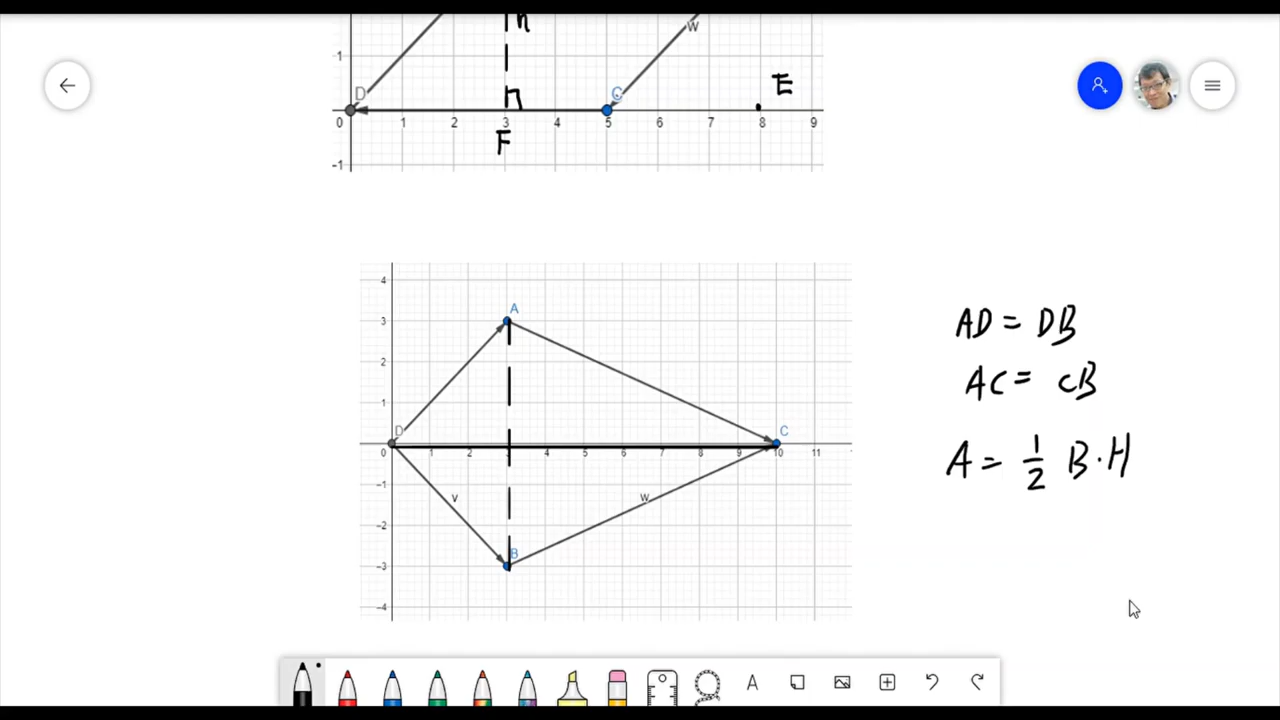 h
W
1
D
C
E
0 1 2 3 4 5 6 7 8 9
F
-1
4
A
3
AD = DB
2
AC = CB
1
D
C
0 1 2 3 4 5 6 7 8 9 10 11
A = 1/2 B·H
-1
v
w
-2
B
-3
-4
A